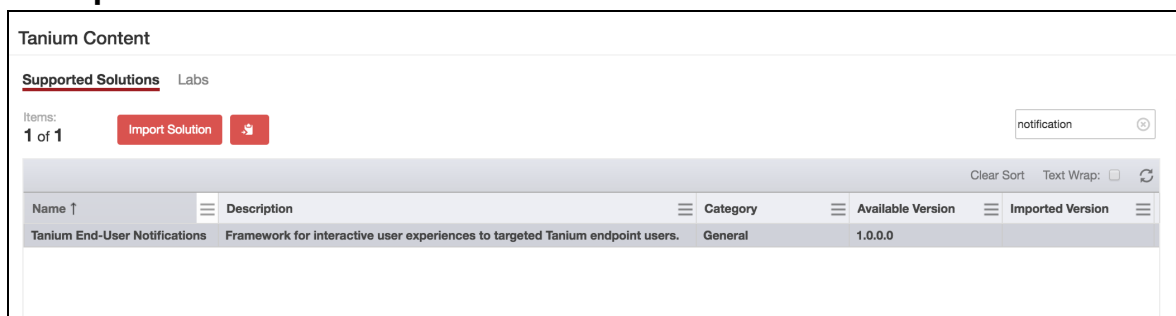 Tanium Content
Supported Solutions Labs
Items:
1 of 1 Import Solution notification
Clear Sort Text Wrap:
Name ↑ Description Category Available Version Imported Version
Tanium End-User Notifications Framework for interactive user experiences to targeted Tanium endpoint users. General 1.0.0.0